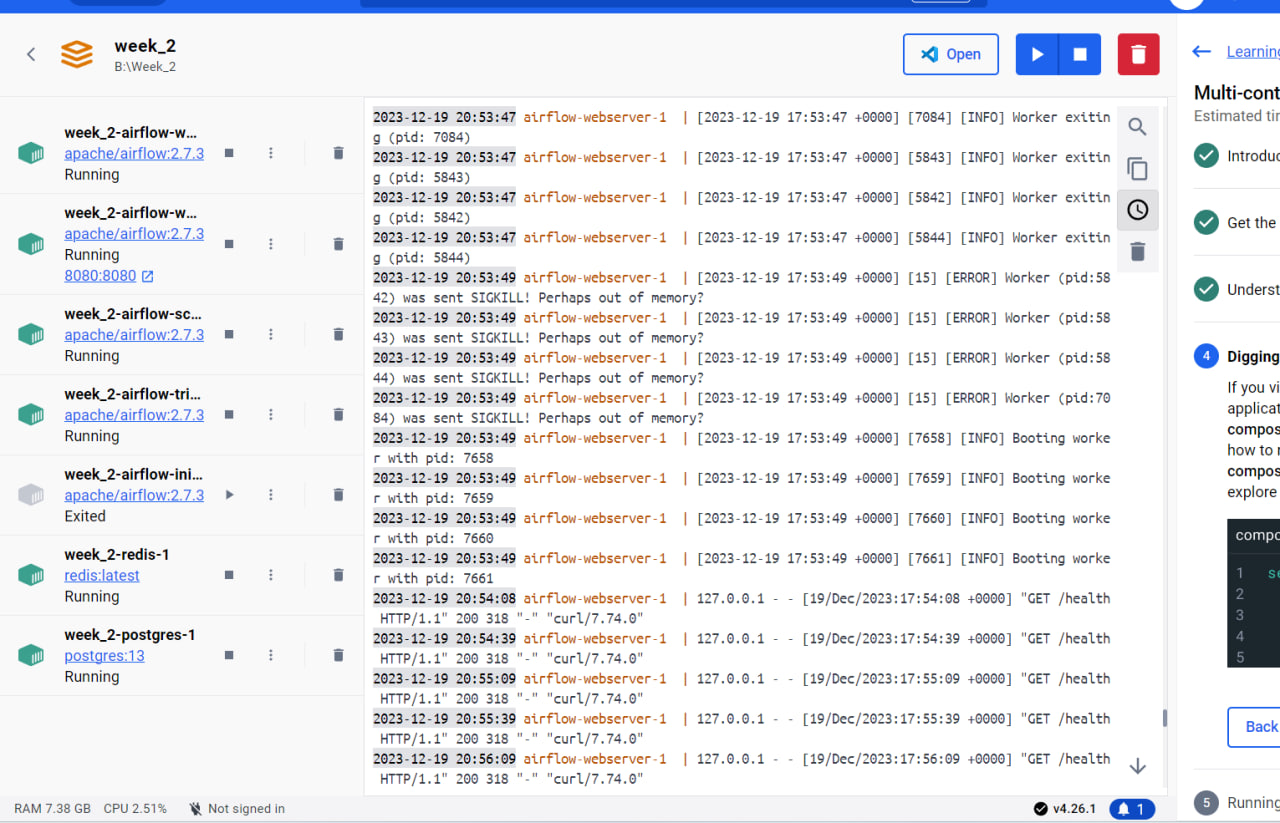 week_2
B:\Week_2
Open
week_2-airflow-w...
apache/airflow:2.7.3
Running
week_2-airflow-w...
apache/airflow:2.7.3
Running
8080:8080
week_2-airflow-sc...
apache/airflow:2.7.3
Running
week_2-airflow-tri...
apache/airflow:2.7.3
Running
week_2-airflow-ini...
apache/airflow:2.7.3
Exited
week_2-redis-1
redis:latest
Running
week_2-postgres-1
postgres:13
Running
2023-12-19 20:53:47 airflow-webserver-1 | [2023-12-19 17:53:47 +0000] [7084] [INFO] Worker exitin
g (pid: 7084)
2023-12-19 20:53:47 airflow-webserver-1 | [2023-12-19 17:53:47 +0000] [5843] [INFO] Worker exitin
g (pid: 5843)
2023-12-19 20:53:47 airflow-webserver-1 | [2023-12-19 17:53:47 +0000] [5842] [INFO] Worker exitin
g (pid: 5842)
2023-12-19 20:53:47 airflow-webserver-1 | [2023-12-19 17:53:47 +0000] [5844] [INFO] Worker exitin
g (pid: 5844)
2023-12-19 20:53:49 airflow-webserver-1 | [2023-12-19 17:53:49 +0000] [15] [ERROR] Worker (pid:58
42) was sent SIGKILL! Perhaps out of memory?
2023-12-19 20:53:49 airflow-webserver-1 | [2023-12-19 17:53:49 +0000] [15] [ERROR] Worker (pid:58
43) was sent SIGKILL! Perhaps out of memory?
2023-12-19 20:53:49 airflow-webserver-1 | [2023-12-19 17:53:49 +0000] [15] [ERROR] Worker (pid:58
44) was sent SIGKILL! Perhaps out of memory?
2023-12-19 20:53:49 airflow-webserver-1 | [2023-12-19 17:53:49 +0000] [15] [ERROR] Worker (pid:70
84) was sent SIGKILL! Perhaps out of memory?
2023-12-19 20:53:49 airflow-webserver-1 | [2023-12-19 17:53:49 +0000] [7658] [INFO] Booting worke
r with pid: 7658
2023-12-19 20:53:49 airflow-webserver-1 | [2023-12-19 17:53:49 +0000] [7659] [INFO] Booting worke
r with pid: 7659
2023-12-19 20:53:49 airflow-webserver-1 | [2023-12-19 17:53:49 +0000] [7660] [INFO] Booting worke
r with pid: 7660
2023-12-19 20:53:49 airflow-webserver-1 | [2023-12-19 17:53:49 +0000] [7661] [INFO] Booting worke
r with pid: 7661
2023-12-19 20:54:08 airflow-webserver-1 | 127.0.0.1 - - [19/Dec/2023:17:54:08 +0000] "GET /health
HTTP/1.1" 200 318 "-" "curl/7.74.0"
2023-12-19 20:54:39 airflow-webserver-1 | 127.0.0.1 - - [19/Dec/2023:17:54:39 +0000] "GET /health
HTTP/1.1" 200 318 "-" "curl/7.74.0"
2023-12-19 20:55:09 airflow-webserver-1 | 127.0.0.1 - - [19/Dec/2023:17:55:09 +0000] "GET /health
HTTP/1.1" 200 318 "-" "curl/7.74.0"
2023-12-19 20:55:39 airflow-webserver-1 | 127.0.0.1 - - [19/Dec/2023:17:55:39 +0000] "GET /health
HTTP/1.1" 200 318 "-" "curl/7.74.0"
2023-12-19 20:56:09 airflow-webserver-1 | 127.0.0.1 - - [19/Dec/2023:17:56:09 +0000] "GET /health
HTTP/1.1" 200 318 "-" "curl/7.74.0"
Learning
Multi-cont
Estimated tir
Introduc
Get the
Underst
4 Digging
If you vi
applicat
compos
how to r
compos
explore
compo
1 se
2
3
4
5
Back
5 Running
RAM 7.38 GB CPU 2.51% Not signed in
v4.26.1 1